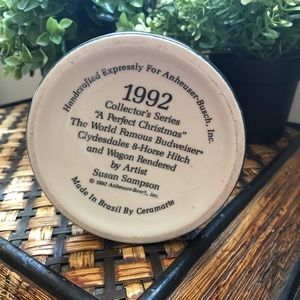 Handcrafted Expressly For Anheuser-Busch, Inc.
1992
Collector's Series
"A Perfect Christmas"
The World Famous Budweiser®
Clydesdales 8-Horse Hitch
and Wagon Rendered
by Artist
Susan Sampson
© 1992 Anheuser-Busch, Inc.
Made In Brazil By Ceramarte